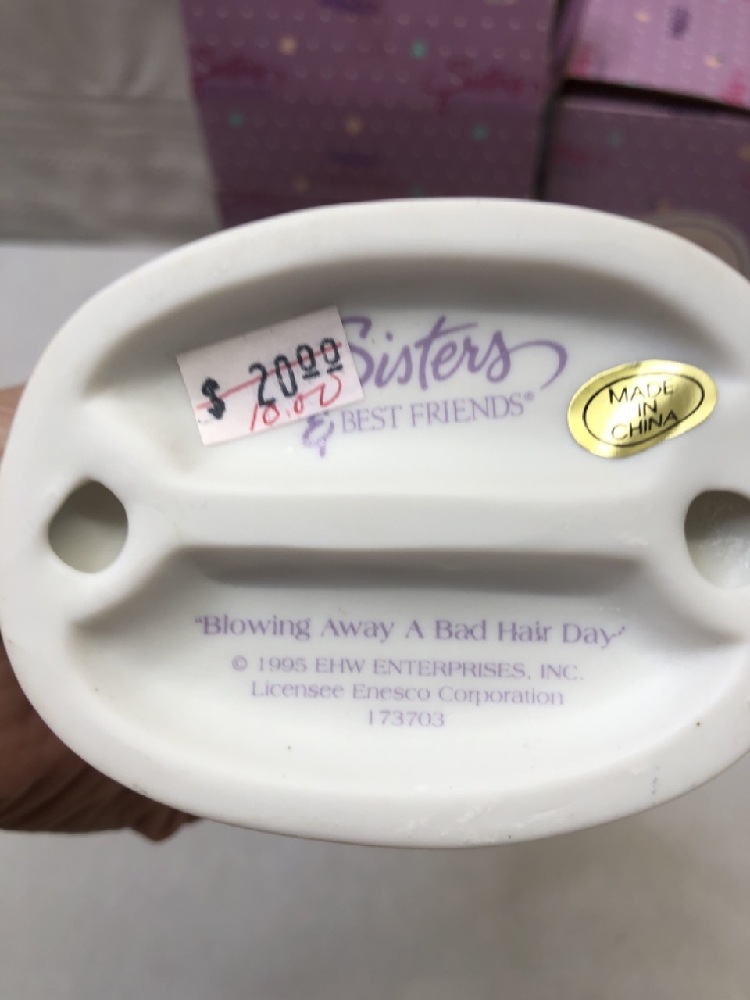 Sisters
& BEST FRIENDS®
$ 20.00
10.00
MADE
IN
CHINA
"Blowing Away A Bad Hair Day"
© 1995 EHW ENTERPRISES, INC.
Licensee Enesco Corporation
173703